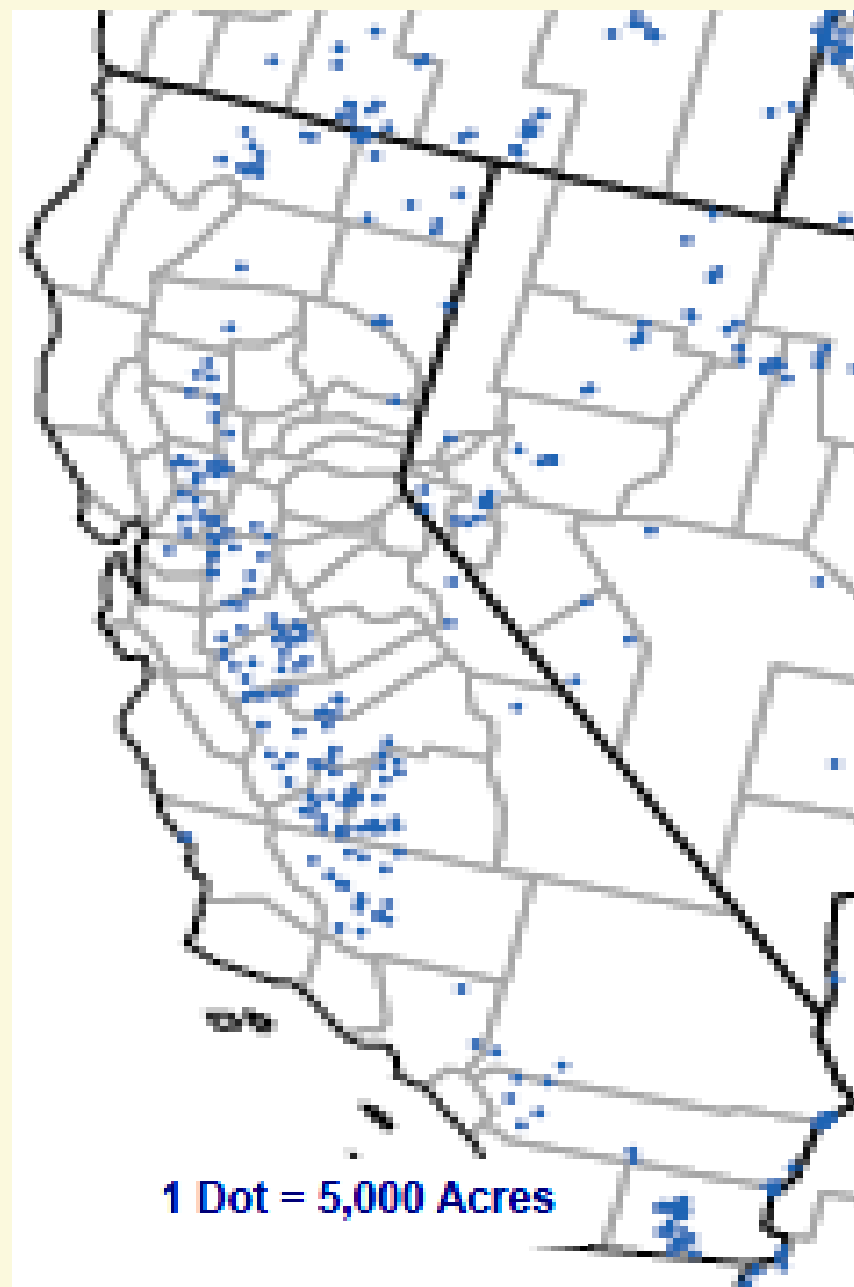 1 Dot = 5,000 Acres